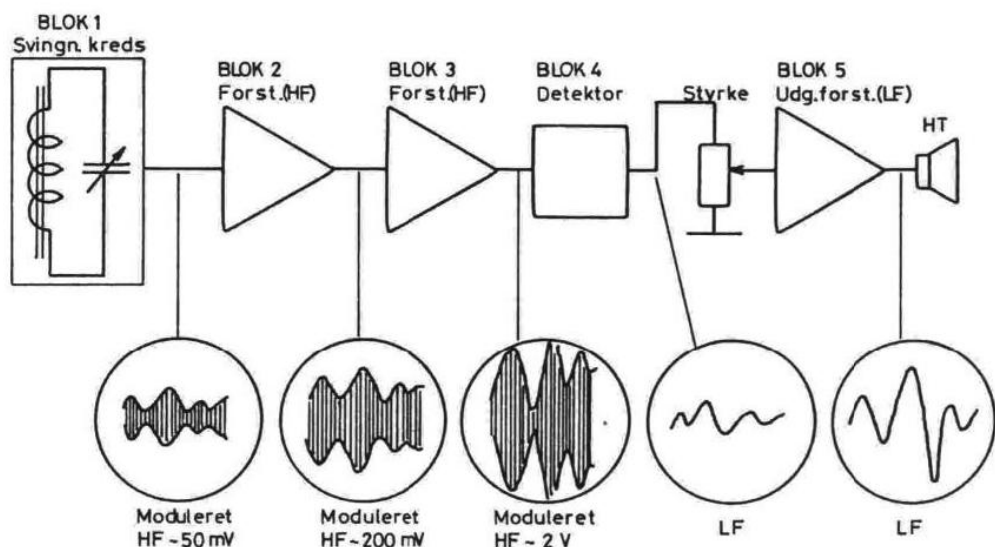 BLOK 1
Svingn. kreds
BLOK 2
Forst.(HF)
BLOK 3
Forst.(HF)
BLOK 4
Detektor
Styrke
BLOK 5
Udg.forst.(LF)
HT
Moduleret
HF ~ 50 mV
Moduleret
HF ~ 200 mV
Moduleret
HF ~ 2 V
LF
LF